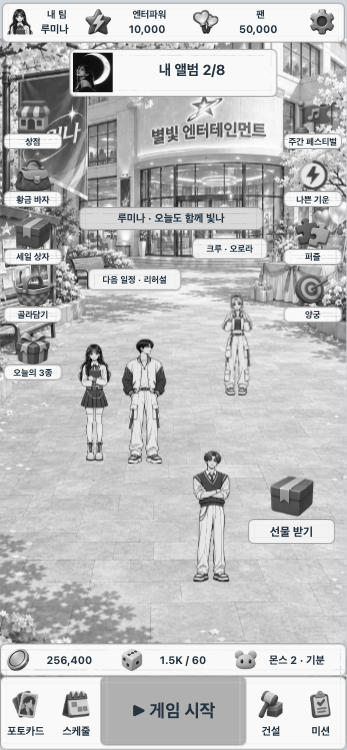 내 팀
루미나
엔터파워
10,000
팬
50,000
내 앨범 2/8
별빛 엔터테인먼트
상점
주간 페스티벌
황금 바자
나쁜 기운
루미나 · 오늘도 함께 빛나
크루 · 오로라
세일 상자
퍼즐
다음 일정 · 리허설
골라담기
양궁
오늘의 3종
선물 받기
256,400
1.5K / 60
몬스 2 · 기분
포토카드
스케줄
▶ 게임 시작
건설
미션